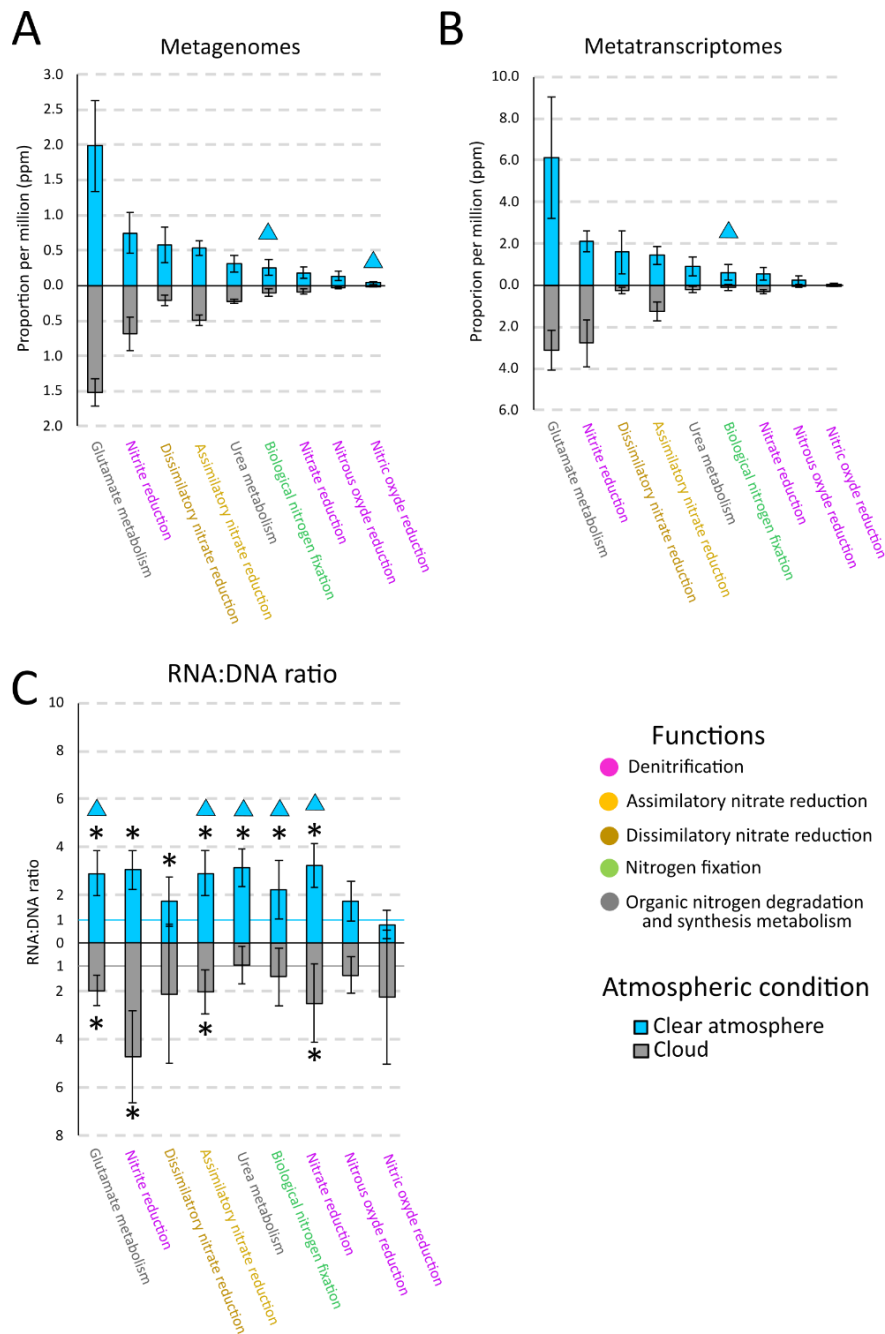 A
Metagenomes
Proportion per million (ppm)
3.0
2.0
1.0
0.5
0.0
0.5
1.0
1.5
2.0
Glutamate metabolism
Nitrite reduction
Dissimilatory nitrate reduction
Assimilatory nitrate reduction
Urea metabolism
Biological nitrogen fixation
Nitrate reduction
Nitrous oxyde reduction
Nitric oxyde reduction
B
Metatranscriptomes
Proporion per million (ppm)
10.0
8.0
6.0
4.0
2.0
0.0
2.0
4.0
6.0
Glutamate metabolism
Nitrite reduction
Dissimilatory nitrate reduction
Assimilatory nitrate reduction
Urea metabolism
Biological nitrogen fixation
Nitrate reduction
Nitrous oxyde reduction
Nitric oxyde reduction
C
RNA:DNA ratio
RNA:DNA ratio
10
8
6
4
2
1
0
1
2
4
6
8
* * * * * * *
* * * *
Glutamate metabolism
Nitrite reduction
Dissimilatrory nitrate reduction
Assimilatory nitrate reduction
Urea metabolism
Biological nitrogen fixation
Nitrate reduction
Nitrous oxyde reduction
Nitric oxyde reduction
Functions
Denitrification
Assimilatory nitrate reduction
Dissimilatory nitrate reduction
Nitrogen fixation
Organic nitrogen degradation
and synthesis metabolism
Atmospheric condition
Clear atmosphere
Cloud